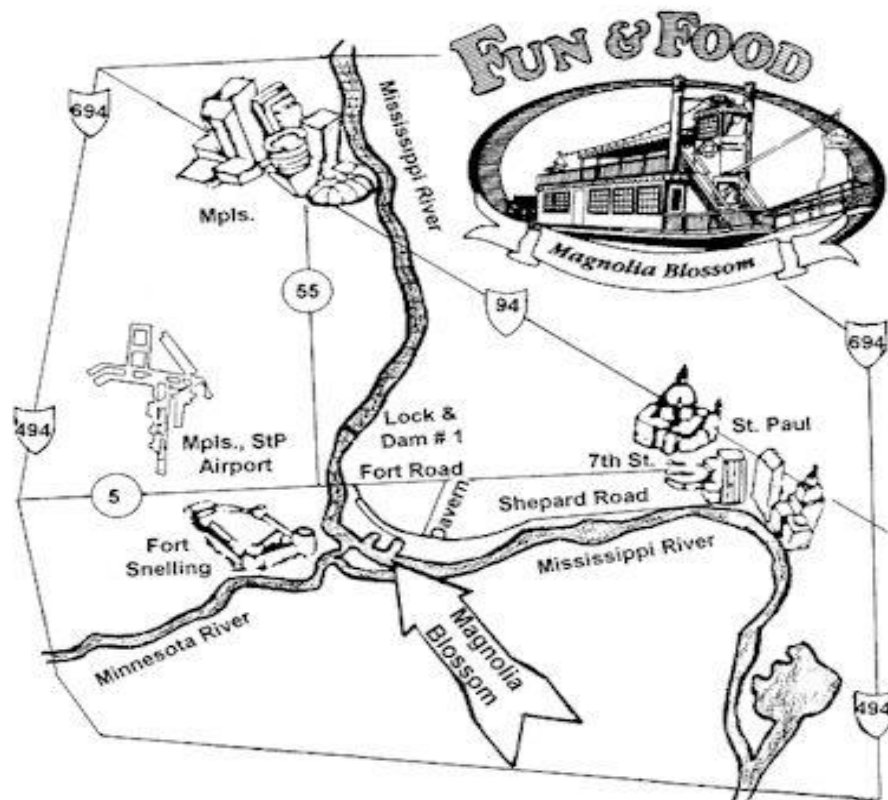 FUN & FOOD
Magnolia Blossom
694
Mississippi River
Mpls.
55
94
694
494
Mpls., StP
Airport
Lock &
Dam # 1
Fort Road
St. Paul
7th St.
5
Shepard Road
Davern
Fort
Snelling
Mississippi River
Minnesota River
Magnolia
Blossom
494